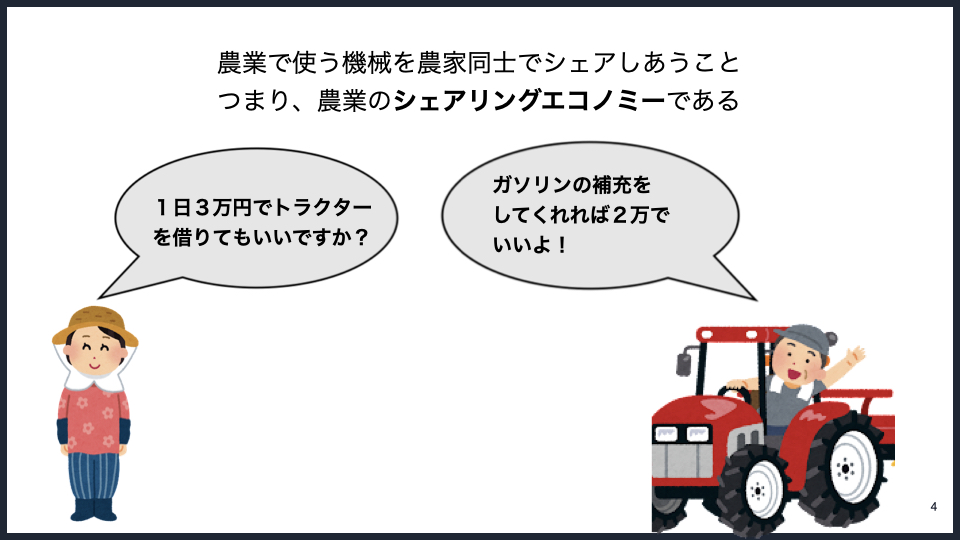 農業で使う機械を農家同士でシェアしあうこと
つまり、農業のシェアリングエコノミーである
１日３万円でトラクター
を借りてもいいですか？
ガソリンの補充を
してくれれば２万で
いいよ！
4